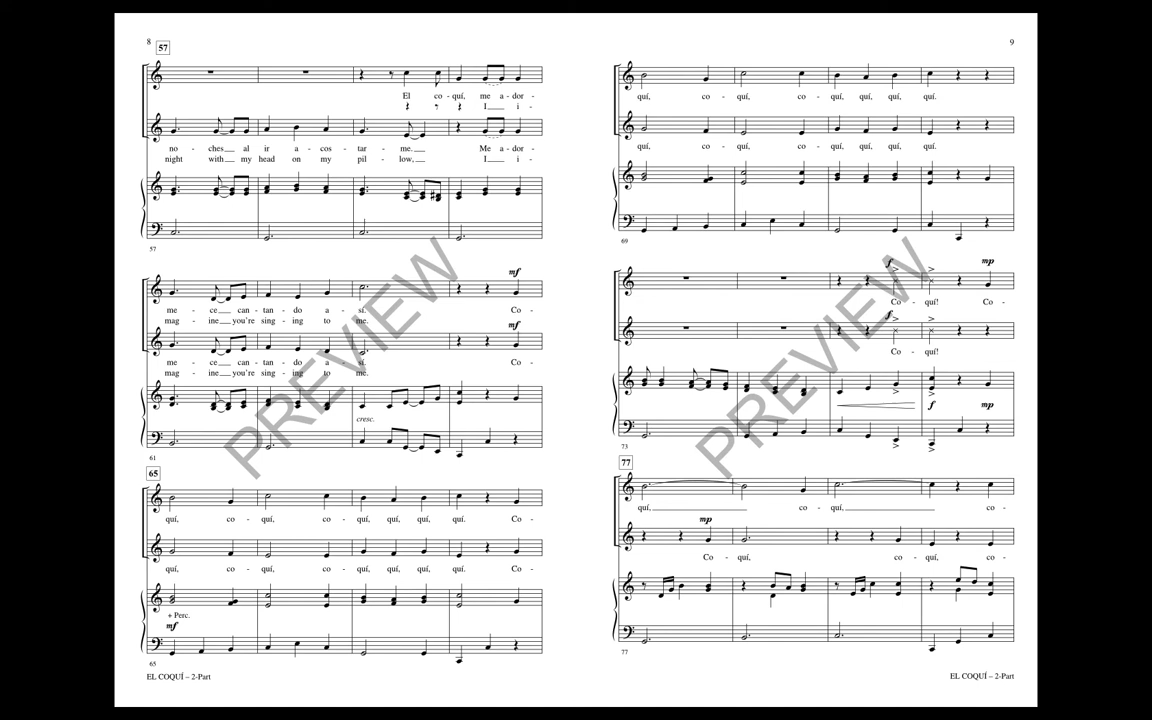 8
57
El co - quí, me a - dor -
I i -
no - ches al ir a - cos - tar - me. Me a - dor -
night with my head on my pil - low, I i -
57
mf
me - ce can - tan - do a - sí. Co -
mag - ine you're sing - ing to me.
mf
me - ce can - tan - do a - sí. Co -
mag - ine you're sing - ing to me.
cresc.
61
65
quí, co - quí, co - quí, quí, quí, quí. Co -
quí, co - quí, co - quí, quí, quí, quí. Co -
+ Perc.
mf
65
EL COQUÍ – 2-Part
9
quí, co - quí, co - quí, quí, quí, quí.
quí, co - quí, co - quí, quí, quí, quí.
69
f mp
Co - quí! Co -
f
Co - quí!
f mp
73
77
quí, co - quí, co -
mp
Co - quí, co - quí, co -
77
EL COQUÍ – 2-Part
PREVIEW
PREVIEW